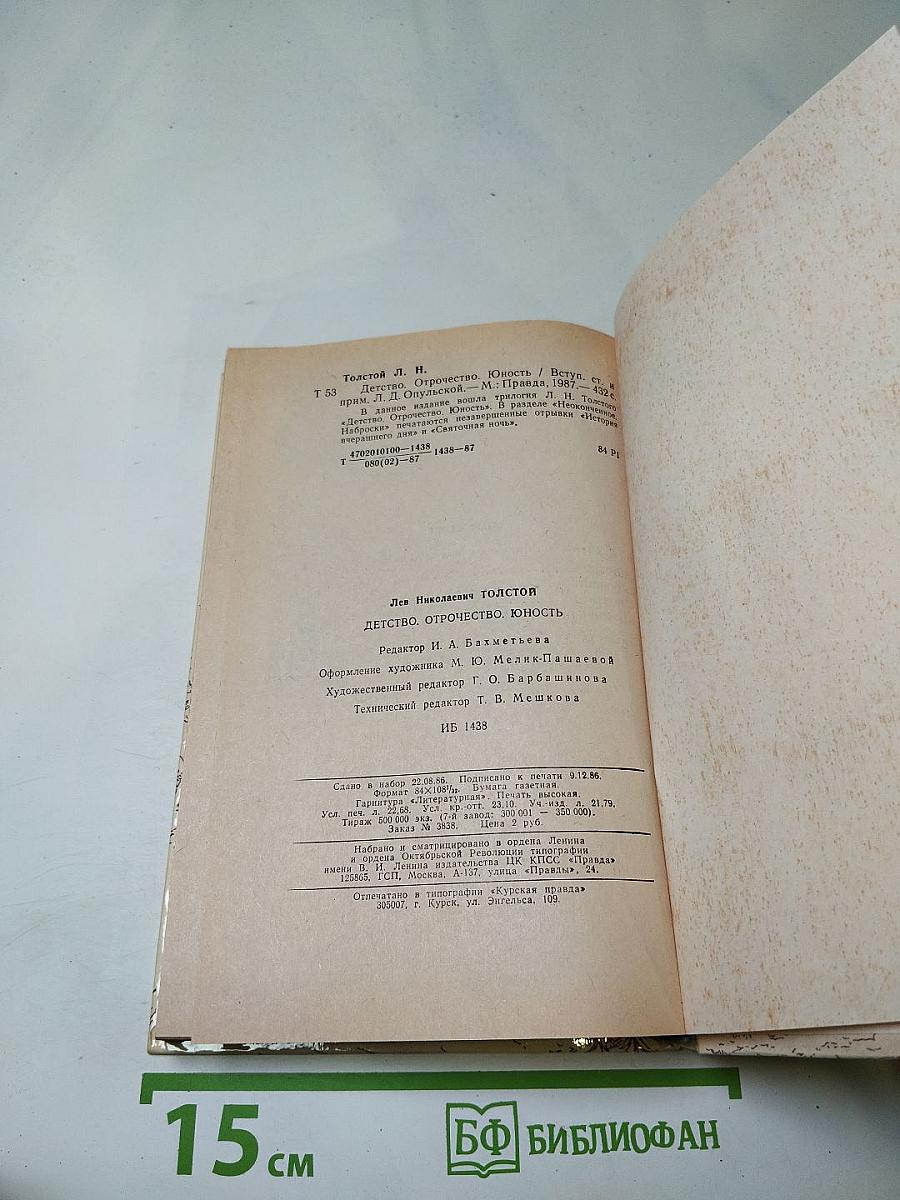 Толстой Л. Н.
Т 53 Детство. Отрочество. Юность / Вступ. ст. и
прим. Л. Д. Опульской.— М.: Правда, 1987.— 432 с.
В данное издание вошла трилогия Л. Н. Толстого
«Детство. Отрочество. Юность». В разделе «Неоконченное.
Наброски» печатаются незавершенные отрывки «История
вчерашнего дня» и «Святочная ночь».
Т 4702010100—1438 1438—87 84 Р1
080(02)—87
Лев Николаевич ТОЛСТОЙ
ДЕТСТВО. ОТРОЧЕСТВО. ЮНОСТЬ
Редактор И. А. Бахметьева
Оформление художника М. Ю. Мелик-Пашаевой
Художественный редактор Г. О. Барбашинова
Технический редактор Т. В. Мешкова
ИБ 1438
Сдано в набор 22.08.86. Подписано к печати 9.12.86.
Формат 84×108¹/₃₂. Бумага газетная.
Гарнитура «Литературная». Печать высокая.
Усл. печ. л. 22,68. Усл. кр.-отт. 23,10. Уч.-изд. л. 21,79.
Тираж 500 000 экз. (7-й завод: 300 001 — 350 000).
Заказ № 3838. Цена 2 руб.
Набрано и сматрицировано в ордена Ленина
и ордена Октябрьской Революции типографии
имени В. И. Ленина издательства ЦК КПСС «Правда»
125865, ГСП, Москва, А-137, улица «Правды», 24.
Отпечатано в типографии «Курская правда»
305007, г. Курск, ул. Энгельса, 109.
15 см
БФ БИБЛИОФАН